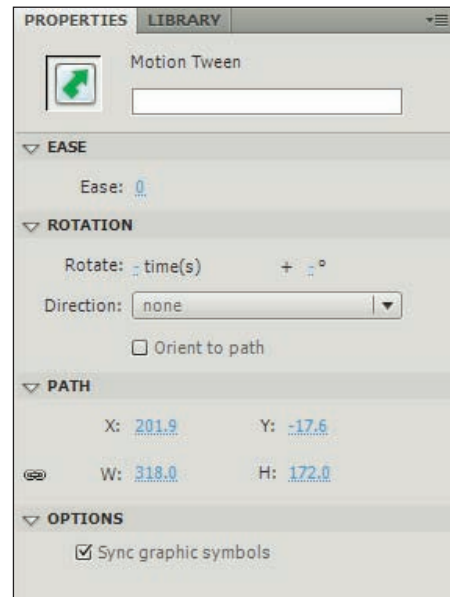 PROPERTIES LIBRARY
Motion Tween
EASE
Ease: 0
ROTATION
Rotate: - time(s) + - °
Direction: none
Orient to path
PATH
X: 201.9 Y: -17.6
W: 318.0 H: 172.0
OPTIONS
Sync graphic symbols